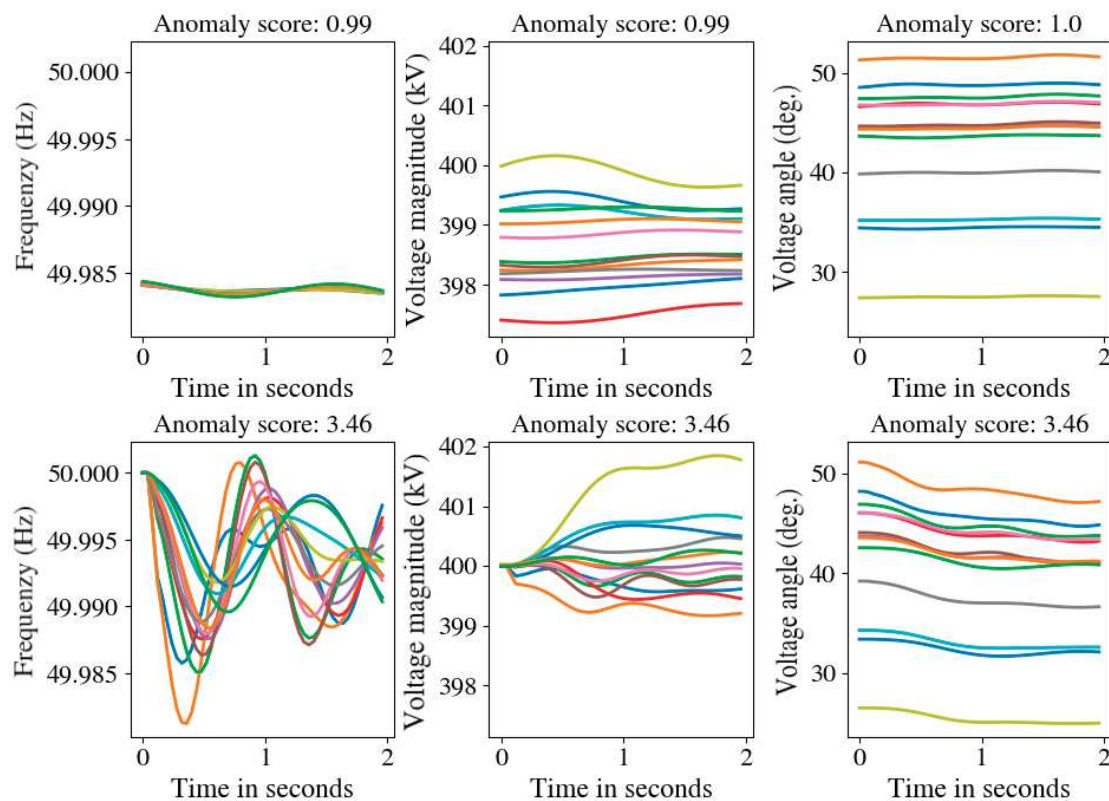 Anomaly score: 0.99
Anomaly score: 0.99
Anomaly score: 1.0
Frequenzy (Hz)
50.000
49.995
49.990
49.985
0 1 2
Time in seconds
Voltage magnitude (kV)
402
401
400
399
398
0 1 2
Time in seconds
Voltage angle (deg.)
50
40
30
0 1 2
Time in seconds
Anomaly score: 3.46
Anomaly score: 3.46
Anomaly score: 3.46
Frequenzy (Hz)
50.000
49.995
49.990
49.985
0 1 2
Time in seconds
Voltage magnitude (kV)
402
401
400
399
398
0 1 2
Time in seconds
Voltage angle (deg.)
50
40
30
0 1 2
Time in seconds